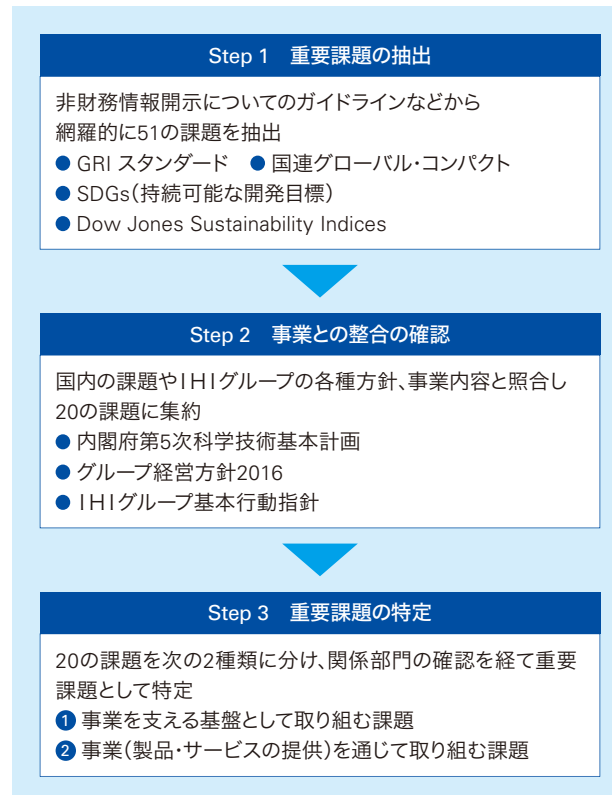 Step 1　重要課題の抽出
非財務情報開示についてのガイドラインなどから
網羅的に51の課題を抽出
● GRI スタンダード　● 国連グローバル・コンパクト
● SDGs（持続可能な開発目標）
● Dow Jones Sustainability Indices
Step 2　事業との整合の確認
国内の課題やIHIグループの各種方針、事業内容と照合し
20の課題に集約
● 内閣府第5次科学技術基本計画
● グループ経営方針2016
● IHIグループ基本行動指針
Step 3　重要課題の特定
20の課題を次の2種類に分け、関係部門の確認を経て重要
課題として特定
❶ 事業を支える基盤として取り組む課題
❷ 事業（製品・サービスの提供）を通じて取り組む課題